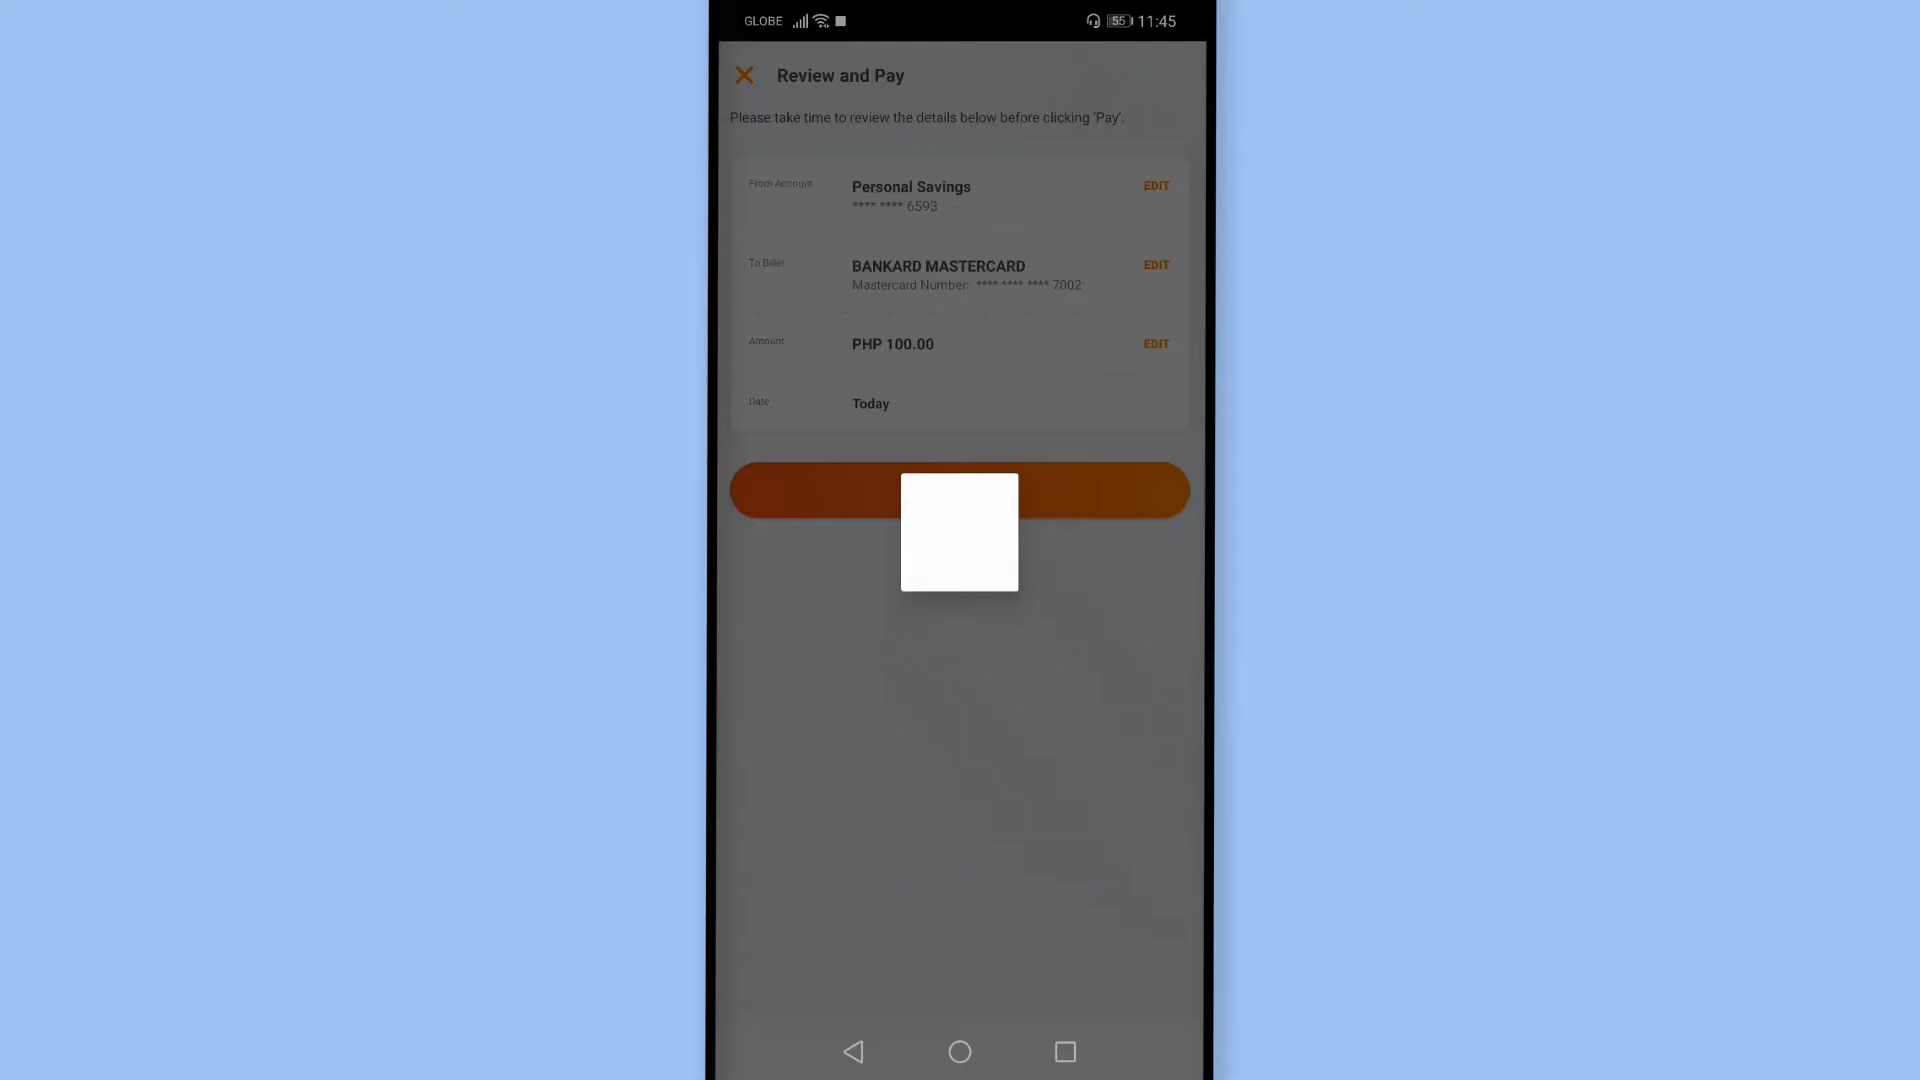 GLOBE 55 11:45
Review and Pay
Please take time to review the details below before clicking 'Pay'.
From Account Personal Savings EDIT
**** **** 6593
To Biller BANKARD MASTERCARD EDIT
Mastercard Number: **** **** **** 7002
Amount PHP 100.00 EDIT
Date Today